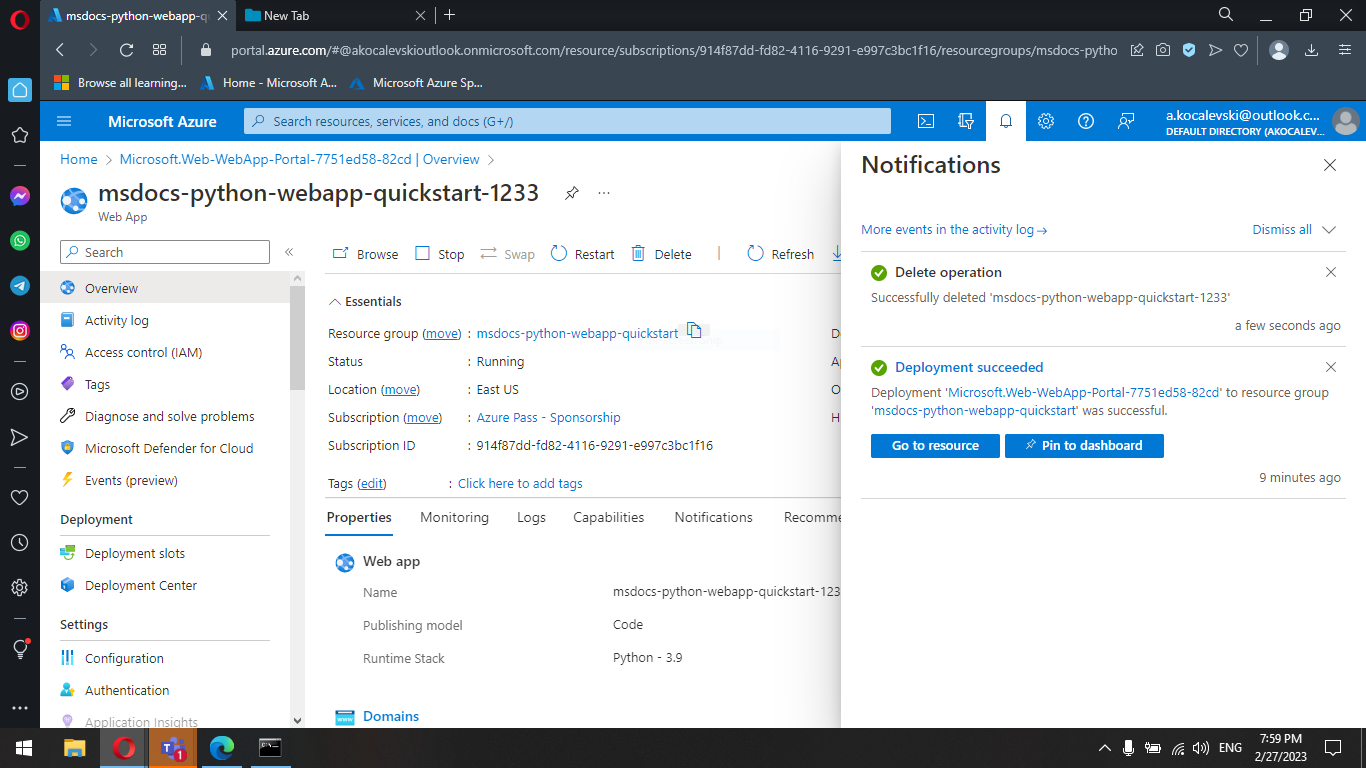 msdocs-python-webapp-qu
New Tab
portal.azure.com/#@akocalevskioutlook.onmicrosoft.com/resource/subscriptions/914f87dd-fd82-4116-9291-e997c3bc1f16/resourcegroups/msdocs-pytho
Browse all learning...
Home - Microsoft A...
Microsoft Azure Sp...
Microsoft Azure
Search resources, services, and docs (G+/)
a.kocalevski@outlook.c...
DEFAULT DIRECTORY (AKOCALEV...
Home > Microsoft.Web-WebApp-Portal-7751ed58-82cd | Overview >
msdocs-python-webapp-quickstart-1233
...
Web App
Search
«
Overview
Activity log
Access control (IAM)
Tags
Diagnose and solve problems
Microsoft Defender for Cloud
Events (preview)
Deployment
Deployment slots
Deployment Center
Settings
Configuration
Authentication
Application Insights
Browse
Stop
Swap
Restart
Delete
Refresh
Essentials
Resource group (move) : msdocs-python-webapp-quickstart
Status : Running
Location (move) : East US
Subscription (move) : Azure Pass - Sponsorship
Subscription ID : 914f87dd-fd82-4116-9291-e997c3bc1f16
Tags (edit) : Click here to add tags
Properties
Monitoring
Logs
Capabilities
Notifications
Recomme
Web app
Name msdocs-python-webapp-quickstart-123
Publishing model Code
Runtime Stack Python - 3.9
Domains
Notifications
More events in the activity log →
Dismiss all
Delete operation
Successfully deleted 'msdocs-python-webapp-quickstart-1233'
a few seconds ago
Deployment succeeded
Deployment 'Microsoft.Web-WebApp-Portal-7751ed58-82cd' to resource group
'msdocs-python-webapp-quickstart' was successful.
Go to resource
Pin to dashboard
9 minutes ago
1
ENG
7:59 PM
2/27/2023